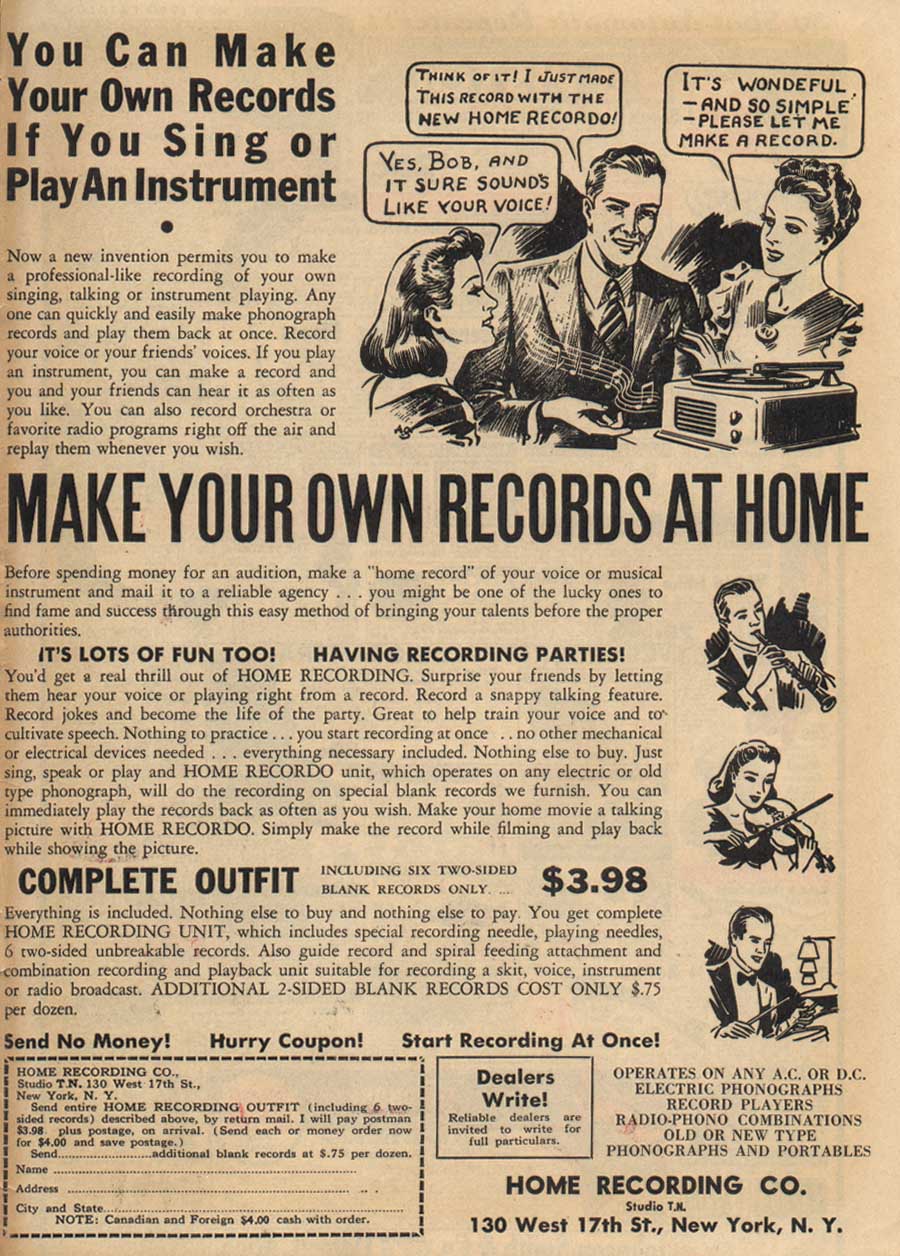 You Can Make
Your Own Records
If You Sing or
Play An Instrument
Now a new invention permits you to make
a professional-like recording of your own
singing, talking or instrument playing. Any
one can quickly and easily make phonograph
records and play them back at once. Record
your voice or your friends' voices. If you play
an instrument, you can make a record and
you and your friends can hear it as often as
you like. You can also record orchestra or
favorite radio programs right off the air and
replay them whenever you wish.
THINK OF IT! I JUST MADE
THIS RECORD WITH THE
NEW HOME RECORDO!
YES, BOB, AND
IT SURE SOUND'S
LIKE YOUR VOICE!
IT'S WONDEFUL
-AND SO SIMPLE
-PLEASE LET ME
MAKE A RECORD.
AG
MAKE YOUR OWN RECORDS AT HOME
Before spending money for an audition, make a "home record" of your voice or musical
instrument and mail it to a reliable agency . . . you might be one of the lucky ones to
find fame and success through this easy method of bringing your talents before the proper
authorities.
IT'S LOTS OF FUN TOO! HAVING RECORDING PARTIES!
You'd get a real thrill out of HOME RECORDING. Surprise your friends by letting
them hear your voice or playing right from a record. Record a snappy talking feature.
Record jokes and become the life of the party. Great to help train your voice and to
cultivate speech. Nothing to practice . . . you start recording at once . . no other mechanical
or electrical devices needed . . . everything necessary included. Nothing else to buy. Just
sing, speak or play and HOME RECORDO unit, which operates on any electric or old
type phonograph, will do the recording on special blank records we furnish. You can
immediately play the records back as often as you wish. Make your home movie a talking
picture with HOME RECORDO. Simply make the record while filming and play back
while showing the picture.
COMPLETE OUTFIT INCLUDING SIX TWO-SIDED
BLANK RECORDS ONLY. ... $3.98
Everything is included. Nothing else to buy and nothing else to pay. You get complete
HOME RECORDING UNIT, which includes special recording needle, playing needles,
6 two-sided unbreakable records. Also guide record and spiral feeding attachment and
combination recording and playback unit suitable for recording a skit, voice, instrument
or radio broadcast. ADDITIONAL 2-SIDED BLANK RECORDS COST ONLY $.75
per dozen.
Send No Money! Hurry Coupon! Start Recording At Once!
HOME RECORDING CO.,
Studio T.N. 130 West 17th St.,
New York, N. Y.
Send entire HOME RECORDING OUTFIT (including 6 two-
sided records) described above, by return mail. I will pay postman
$3.98 plus postage, on arrival. (Send each or money order now
for $4.00 and save postage.)
Send....................additional blank records at $.75 per dozen.
Name ....................
Address ....................
City and State....................
NOTE: Canadian and Foreign $4.00 cash with order.
Dealers
Write!
Reliable dealers are
invited to write for
full particulars.
OPERATES ON ANY A.C. OR D.C.
ELECTRIC PHONOGRAPHS
RECORD PLAYERS
RADIO-PHONO COMBINATIONS
OLD OR NEW TYPE
PHONOGRAPHS AND PORTABLES
HOME RECORDING CO.
Studio T.N.
130 West 17th St., New York, N. Y.